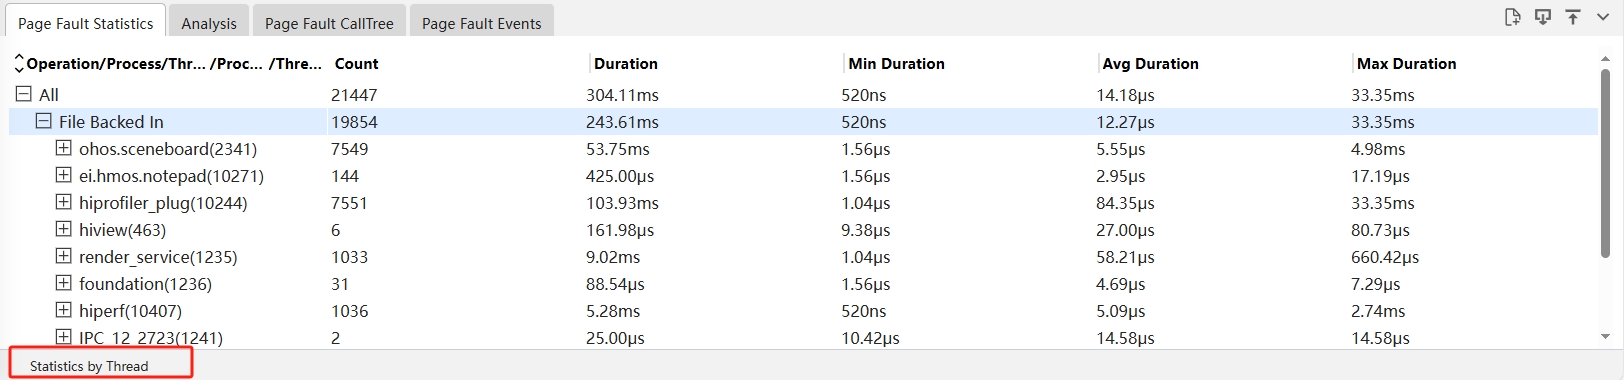 Page Fault Statistics Analysis Page Fault CallTree Page Fault Events
Operation/Process/Thr... /Proc... /Thre... Count Duration Min Duration Avg Duration Max Duration
All 21447 304.11ms 520ns 14.18μs 33.35ms
File Backed In 19854 243.61ms 520ns 12.27μs 33.35ms
ohos.sceneboard(2341) 7549 53.75ms 1.56μs 5.55μs 4.98ms
ei.hmos.notepad(10271) 144 425.00μs 1.56μs 2.95μs 17.19μs
hiprofiler_plug(10244) 7551 103.93ms 1.04μs 84.35μs 33.35ms
hiview(463) 6 161.98μs 9.38μs 27.00μs 80.73μs
render_service(1235) 1033 9.02ms 1.04μs 58.21μs 660.42μs
foundation(1236) 31 88.54μs 1.56μs 4.69μs 7.29μs
hiperf(10407) 1036 5.28ms 520ns 5.09μs 2.74ms
IPC_12_2723(1241) 2 25.00μs 10.42μs 14.58μs 14.58μs
Statistics by Thread